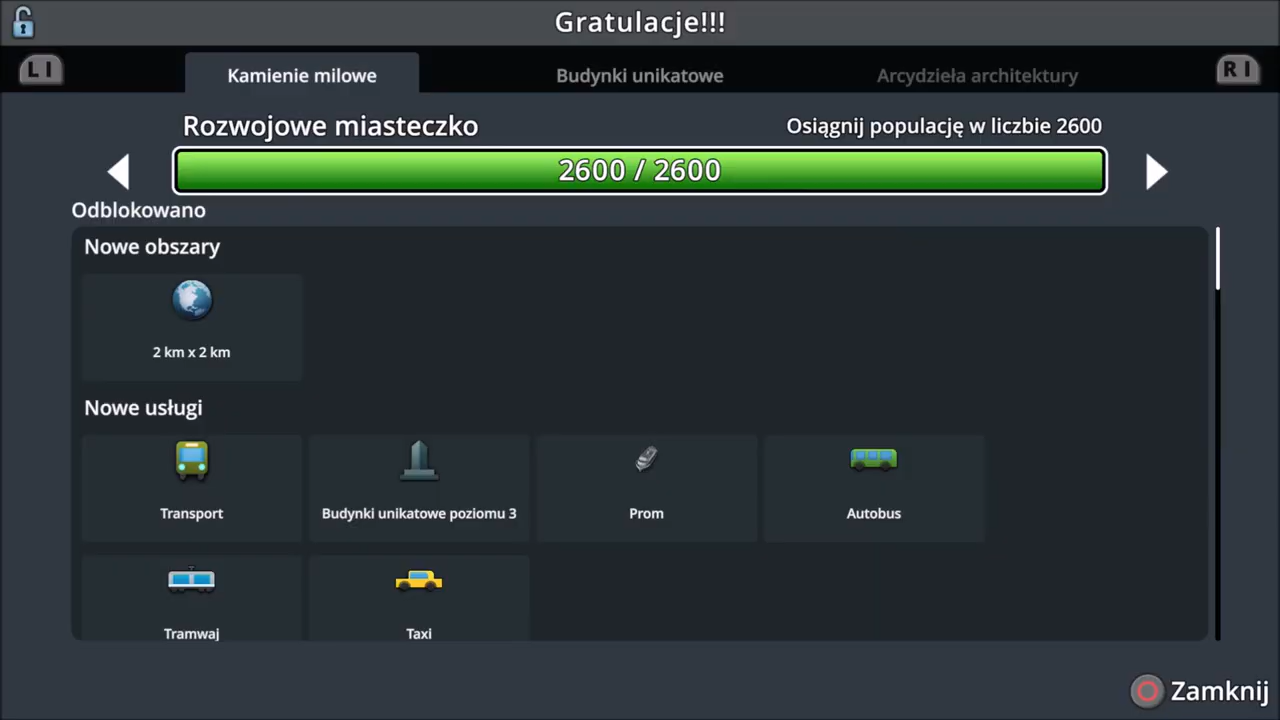 Gratulacje!!!
L1
Kamienie milowe
Budynki unikatowe
Arcydzieła architektury
R1
Rozwojowe miasteczko
Osiągnij populację w liczbie 2600
2600 / 2600
Odblokowano
Nowe obszary
2 km x 2 km
Nowe usługi
Transport
Budynki unikatowe poziomu 3
Prom
Autobus
Tramwaj
Taxi
Zamknij